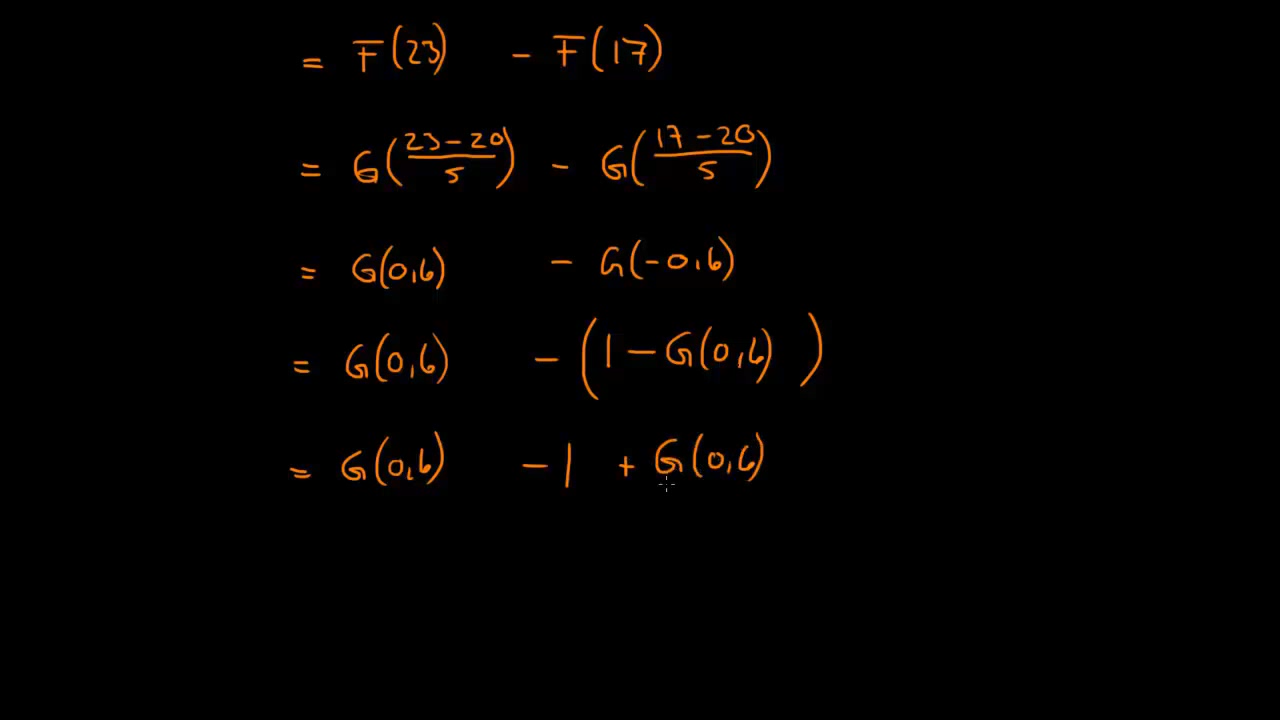 = F(23) - F(17)
= G((23-20)/5) - G((17-20)/5)
= G(0,6) - G(-0,6)
= G(0,6) - (1 - G(0,6))
= G(0,6) - 1 + G(0,6)